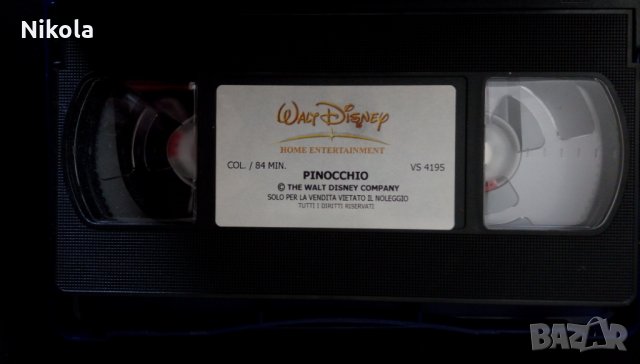 Nikola
WALT DISNEY
HOME ENTERTAINMENT
COL. / 84 MIN. VS 4195
PINOCCHIO
© THE WALT DISNEY COMPANY
SOLO PER LA VENDITA VIETATO IL NOLEGGIO
TUTTI I DIRITTI RISERVATI
BAZAR